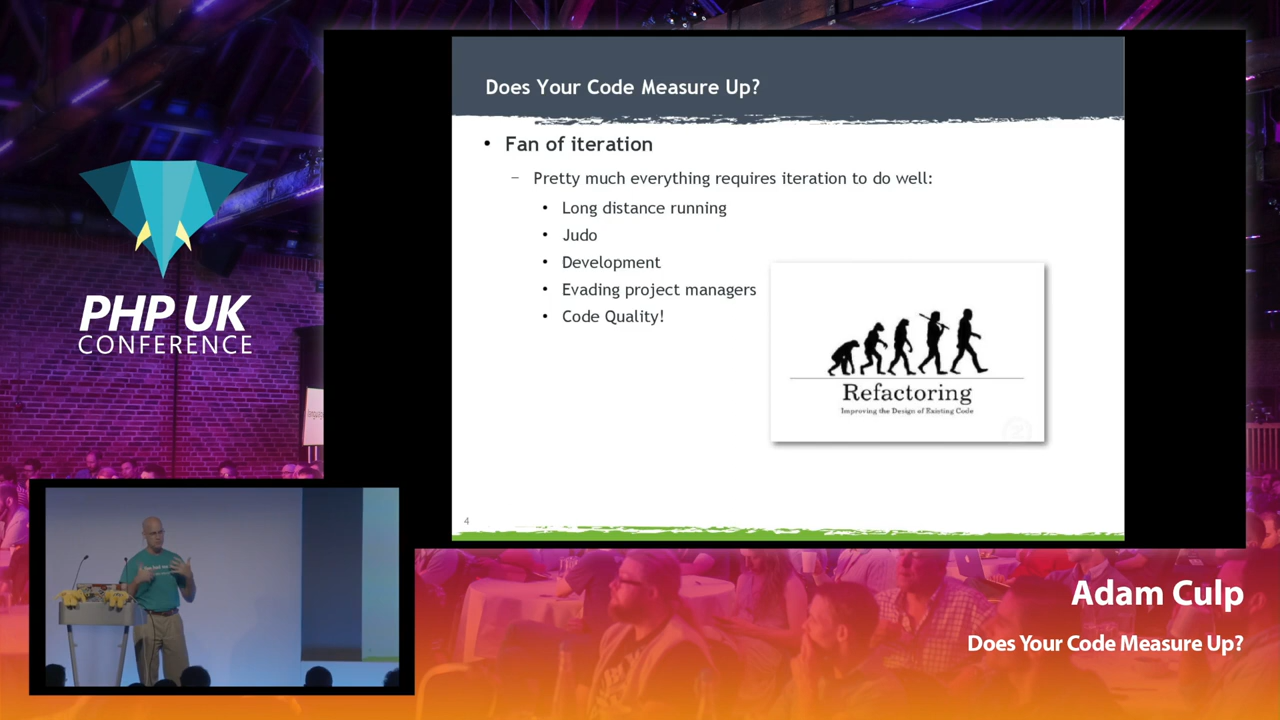 PHP UK
CONFERENCE
Does Your Code Measure Up?
• Fan of iteration
– Pretty much everything requires iteration to do well:
• Long distance running
• Judo
• Development
• Evading project managers
• Code Quality!
Refactoring
Improving the Design of Existing Code
4
Adam Culp
Does Your Code Measure Up?